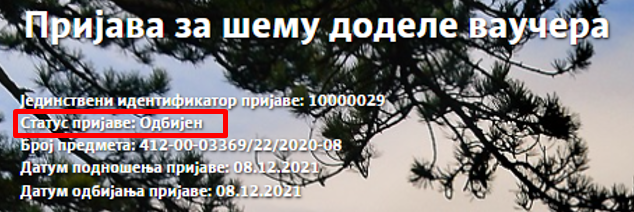 Пријава за шему доделе ваучера
Јединствени идентификатор пријаве: 10000029
Статус пријаве: Одбијен
Број предмета: 412-00-03369/22/2020-08
Датум подношења пријаве: 08.12.2021
Датум одбијања пријаве: 08.12.2021